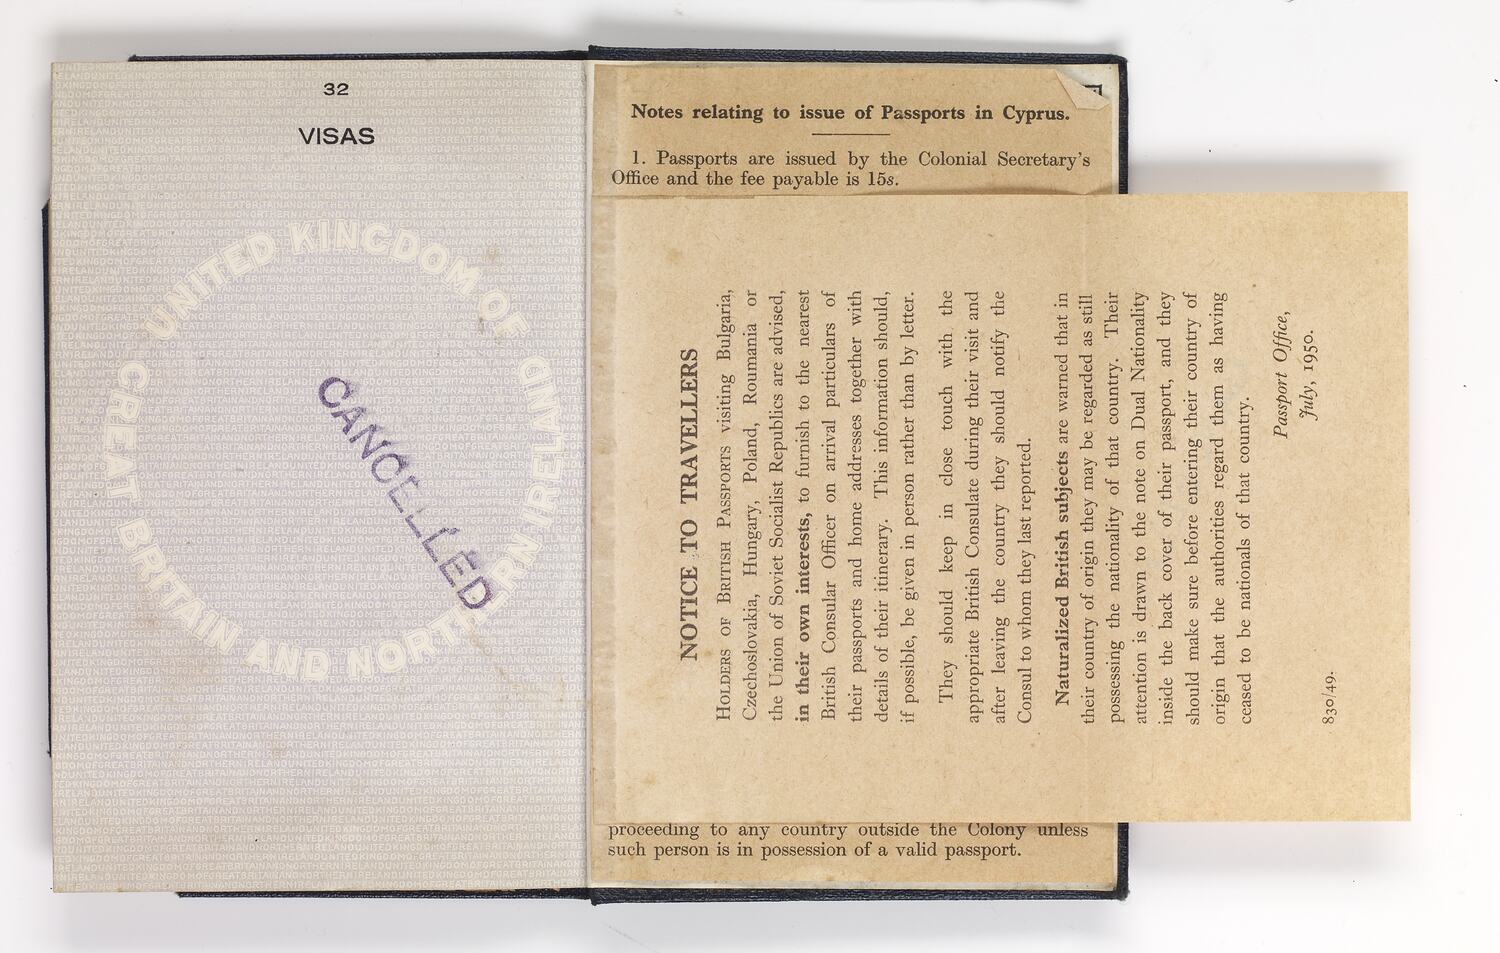 32
VISAS
UNITED KINGDOM OF
GREAT BRITAIN AND NORTHERN IRELAND
CANCELLED
Notes relating to issue of Passports in Cyprus.
1. Passports are issued by the Colonial Secretary's
Office and the fee payable is 15s.
NOTICE TO TRAVELLERS
HOLDERS OF BRITISH PASSPORTS visiting Bulgaria,
Czechoslovakia, Hungary, Poland, Roumania or
the Union of Soviet Socialist Republics are advised,
in their own interests, to furnish to the nearest
British Consular Officer on arrival particulars of
their passports and home addresses together with
details of their itinerary. This information should,
if possible, be given in person rather than by letter.
They should keep in close touch with the
appropriate British Consulate during their visit and
after leaving the country they should notify the
Consul to whom they last reported.
Naturalized British subjects are warned that in
their country of origin they may be regarded as still
possessing the nationality of that country. Their
attention is drawn to the note on Dual Nationality
inside the back cover of their passport, and they
should make sure before entering their country of
origin that the authorities regard them as having
ceased to be nationals of that country.
Passport Office,
July, 1950.
830/49.
proceeding to any country outside the Colony unless
such person is in possession of a valid passport.